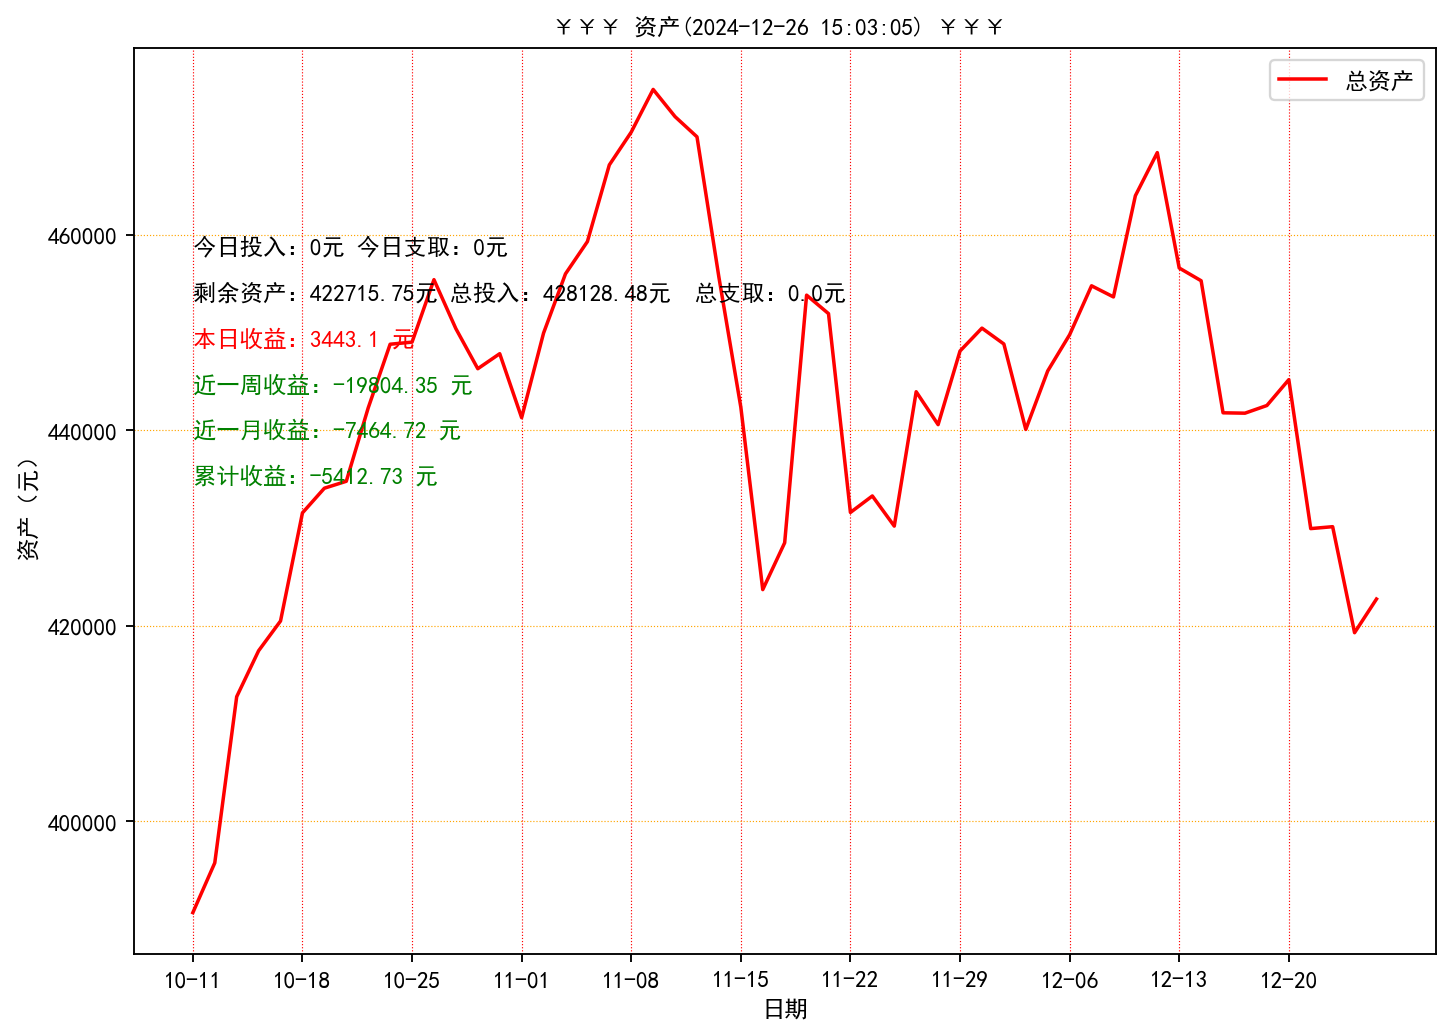 ￥￥￥ 资产(2024-12-26 15:03:05) ￥￥￥
总资产
460000
440000
420000
400000
资产（元）
今日投入：0元 今日支取：0元
剩余资产：422715.75元 总投入：428128.48元 总支取：0.0元
本日收益：3443.1 元
近一周收益：-19804.35 元
近一月收益：-7464.72 元
累计收益：-5412.73 元
10-11 10-18 10-25 11-01 11-08 11-15 11-22 11-29 12-06 12-13 12-20
日期